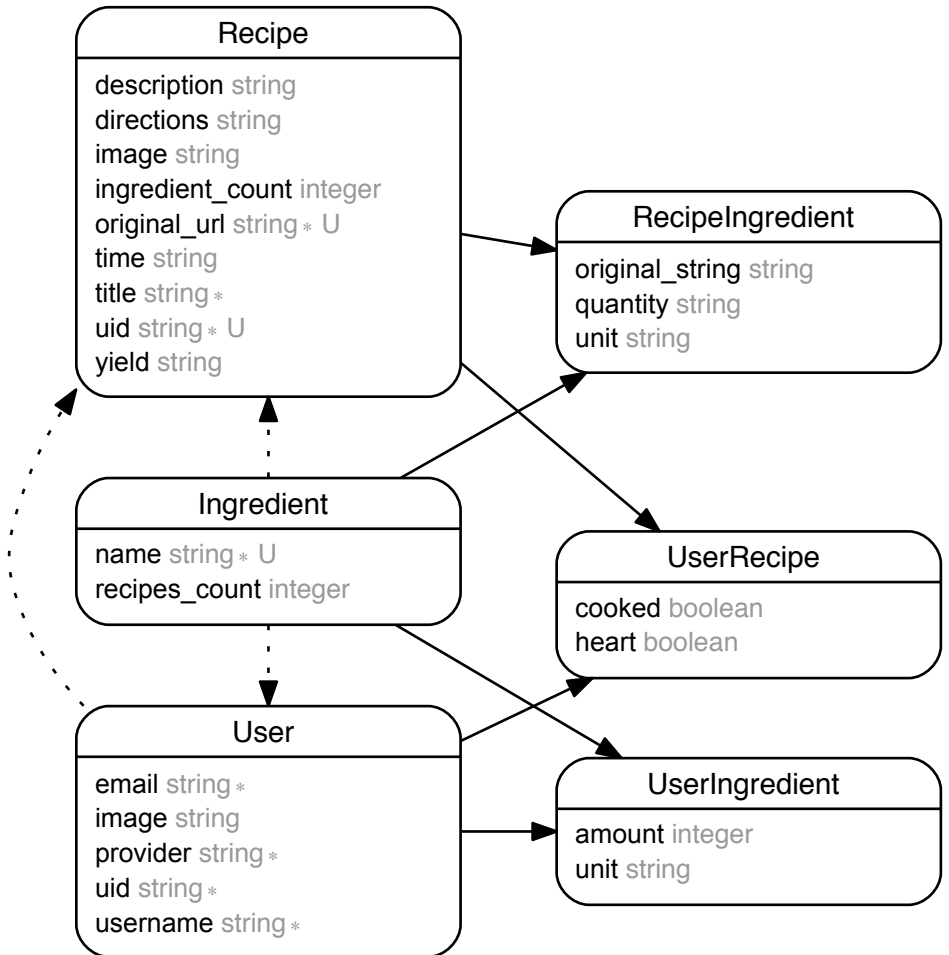 Recipe
description string
directions string
image string
ingredient_count integer
original_url string * U
time string
title string *
uid string * U
yield string
RecipeIngredient
original_string string
quantity string
unit string
Ingredient
name string * U
recipes_count integer
UserRecipe
cooked boolean
heart boolean
User
email string *
image string
provider string *
uid string *
username string *
UserIngredient
amount integer
unit string